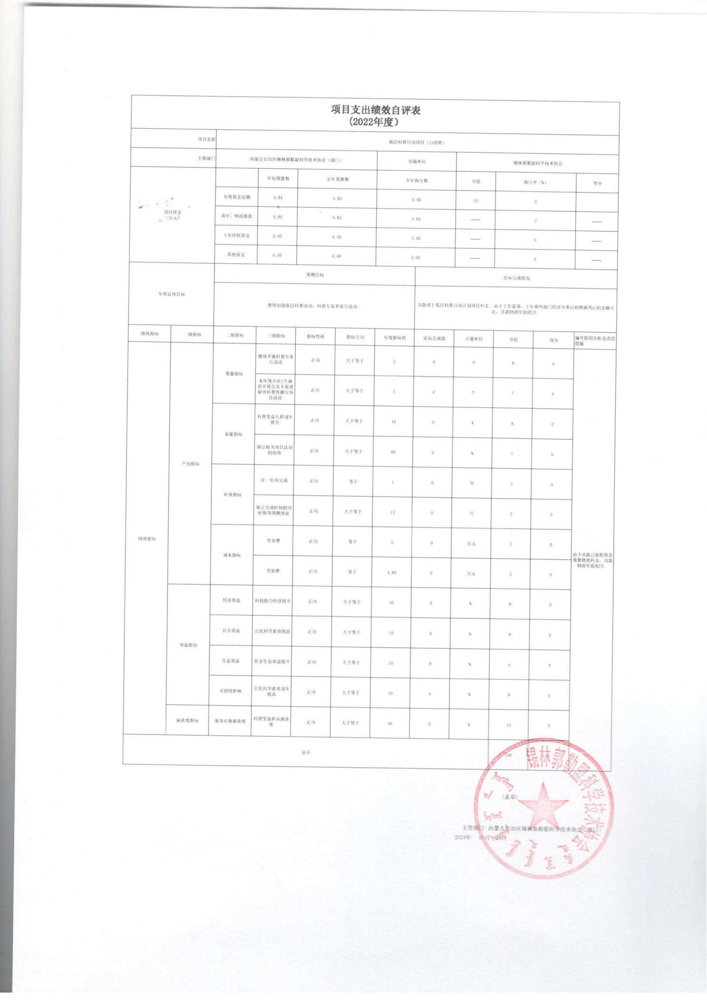 项目支出绩效自评表
(2022年度)
项目名称 基层科普行动项目（21结转）
主管部门 内蒙古自治区锡林郭勒盟科学技术协会（部门） 实施单位 锡林郭勒盟科学技术协会
项目资金
（万元）
年初预算数 全年预算数 全年执行数 分值 执行率（%） 得分
年度资金总额 9.84 9.84 0.00 10 0
其中：财政拨款 9.84 9.84 9.84 —— 0 ——
上年结转资金 0.00 0.00 0.00 —— 0 ——
其他资金 0.00 0.00 0.00 —— 0 ——
年度总体目标
预期目标 实际完成情况
继续加强基层科普活动，科普专家草原行活动。
该款用于基层科普行动计划项目列支。由于工作需要，上年调剂部门经济分类后按照调剂后的金额下
达，该款财政年底收回。
绩效指标 一级指标 二级指标 三级指标 指标性质 指标方向 年度指标值 实际完成值 计量单位 分值 得分 偏差原因分析及改进
措施
绩效指标
产出指标
数量指标
继续开展科普专家
行活动 正向 大于等于 2 0 个 8 0
本年预计在2个旗
县开展百名专家进
盟市科普传播行项
目活动 正向 大于等于 2 0 个 7 0
质量指标
科普受益人群逐年
提升 正向 大于等于 10 0 % 8 0
保证相关项目活动
的收效 正向 大于等于 80 0 % 7 0
时效指标
在一年内完成 正向 等于 1 0 年 5 0
保证完成时间的同
时取得预期效益 正向 大于等于 12 0 月 5 0
成本指标
劳务费 正向 等于 5 0 万元 5 0
差旅费 正向 等于 4.84 0 万元 5 0
由于该款已按原资金
预算绩效列支，该款
财政年底收回。
效益指标
经济效益 科技助力经济提升 正向 大于等于 20 0 % 8 0
社会效益 公民科学素质提高 正向 大于等于 10 0 % 8 0
生态效益 社会生态效益提升 正向 大于等于 10 0 % 6 0
可持续影响 公民科学素质逐年
提高 正向 大于等于 10 0 % 8 0
满意度指标 服务对象满意度 科普受益群众满意
度 正向 大于等于 90 0 % 10 0
总分 100 0
锡林郭勒盟科学技术协会
（盖章）
主管部门：内蒙古自治区锡林郭勒盟科学技术协会（部门）
2024年 01月 04日